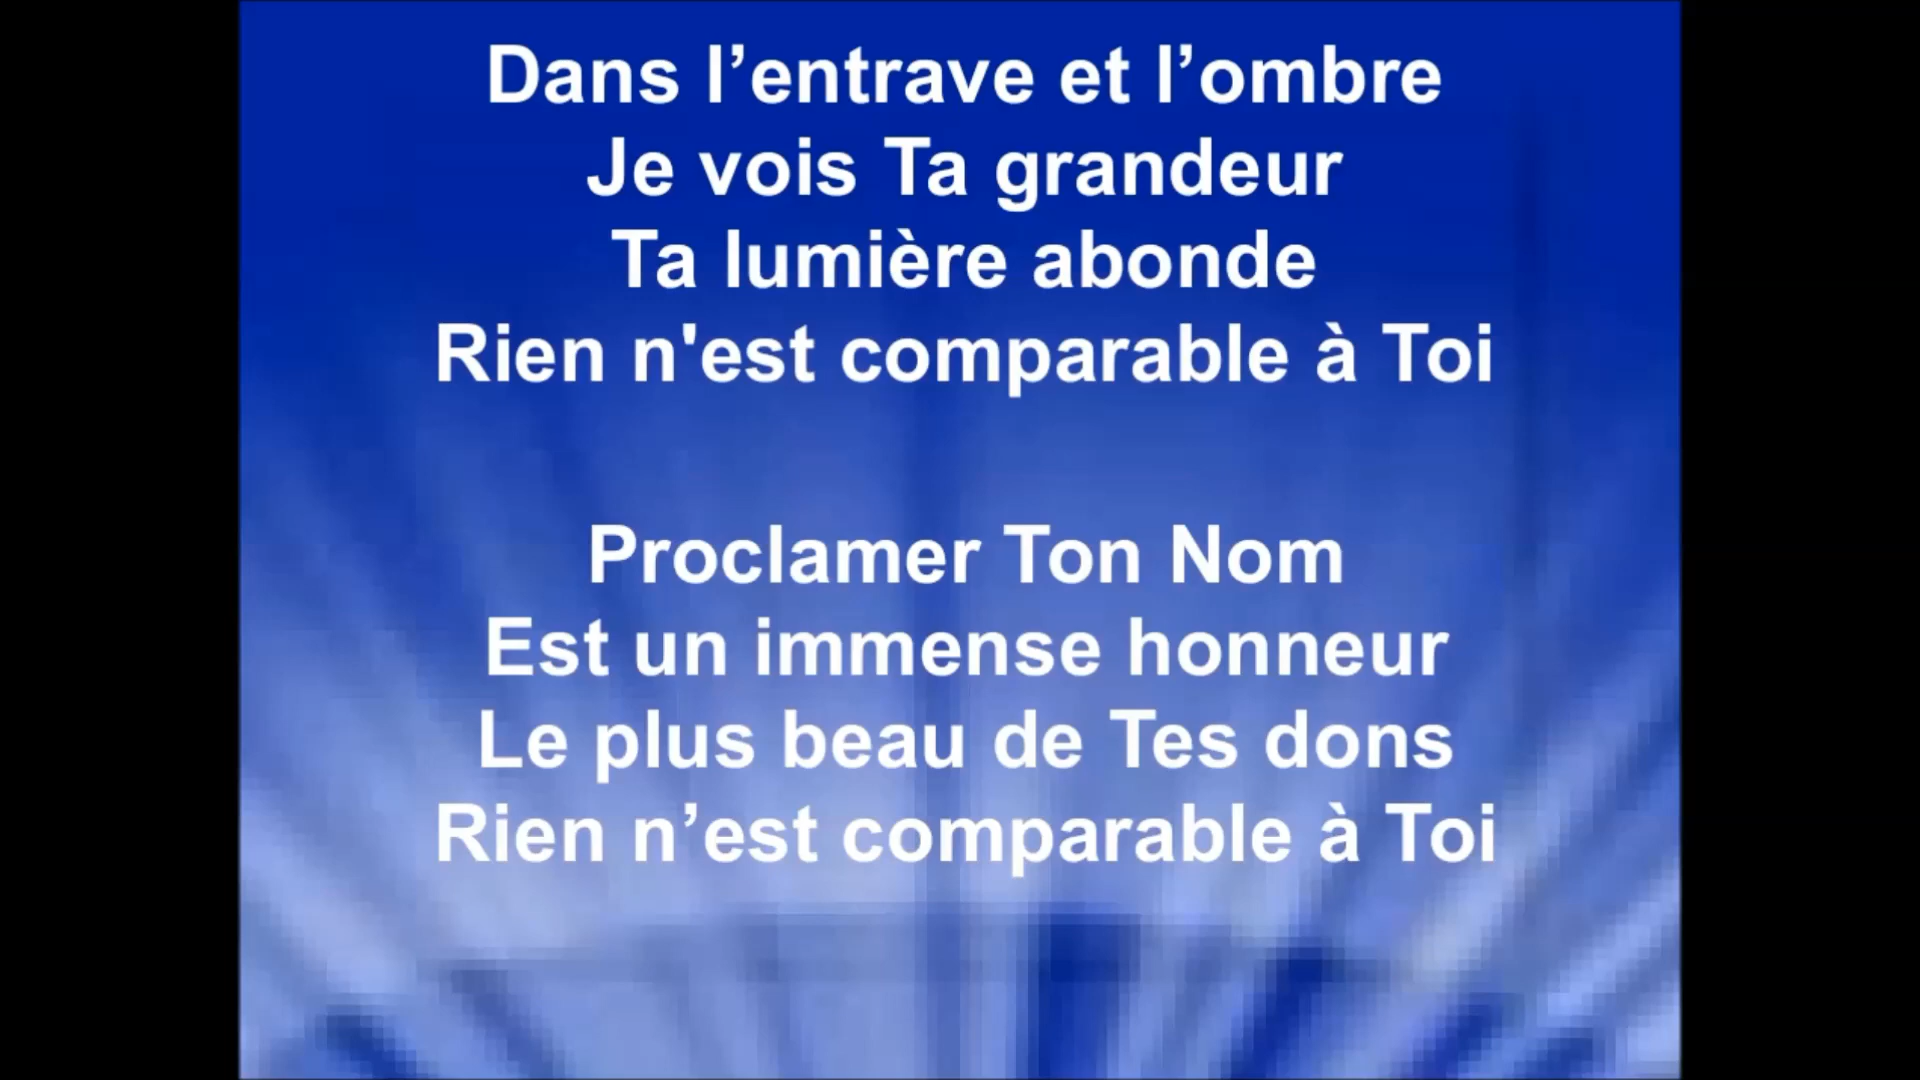 Dans l’entrave et l’ombre
Je vois Ta grandeur
Ta lumière abonde
Rien n'est comparable à Toi
Proclamer Ton Nom
Est un immense honneur
Le plus beau de Tes dons
Rien n’est comparable à Toi